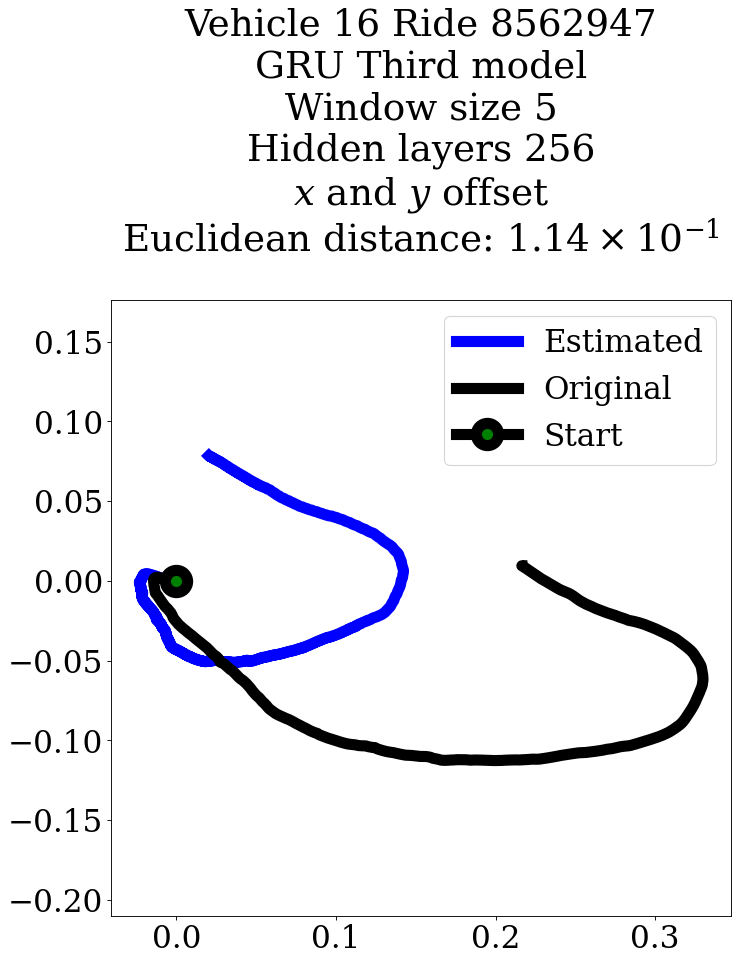 Vehicle 16 Ride 8562947
GRU Third model
Window size 5
Hidden layers 256
x and y offset
Euclidean distance: 1.14 × 10⁻¹
Estimated
Original
Start
0.15
0.10
0.05
0.00
−0.05
−0.10
−0.15
−0.20
0.0 0.1 0.2 0.3